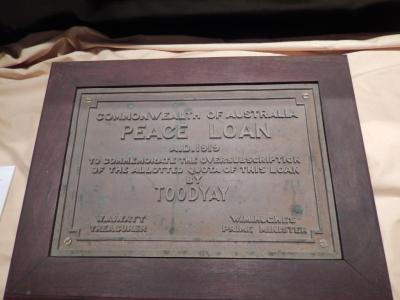 COMMONWEALTH OF AUSTRALIA
PEACE LOAN
A.D. 1919
TO COMMEMORATE THE OVERSUBSCRIPTION
OF THE ALLOTTED QUOTA OF THIS LOAN
BY
TOODYAY
W.A. WATT
TREASURER
W.M. HUGHES
PRIME MINISTER